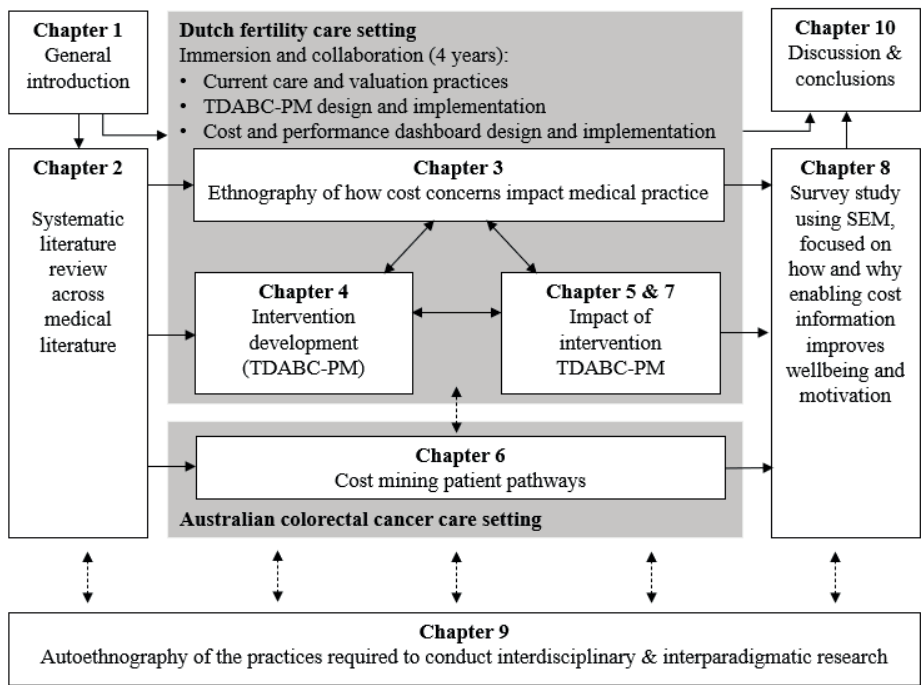 Chapter 1
General
introduction
Dutch fertility care setting
Immersion and collaboration (4 years):
• Current care and valuation practices
• TDABC-PM design and implementation
• Cost and performance dashboard design and implementation
Chapter 10
Discussion &
conclusions
Chapter 2
Systematic
literature
review
across
medical
literature
Chapter 3
Ethnography of how cost concerns impact medical practice
Chapter 4
Intervention
development
(TDABC-PM)
Chapter 5 & 7
Impact of
intervention
TDABC-PM
Chapter 8
Survey study
using SEM,
focused on
how and why
enabling cost
information
improves
wellbeing and
motivation
Chapter 6
Cost mining patient pathways
Australian colorectal cancer care setting
Chapter 9
Autoethnography of the practices required to conduct interdisciplinary & interparadigmatic research